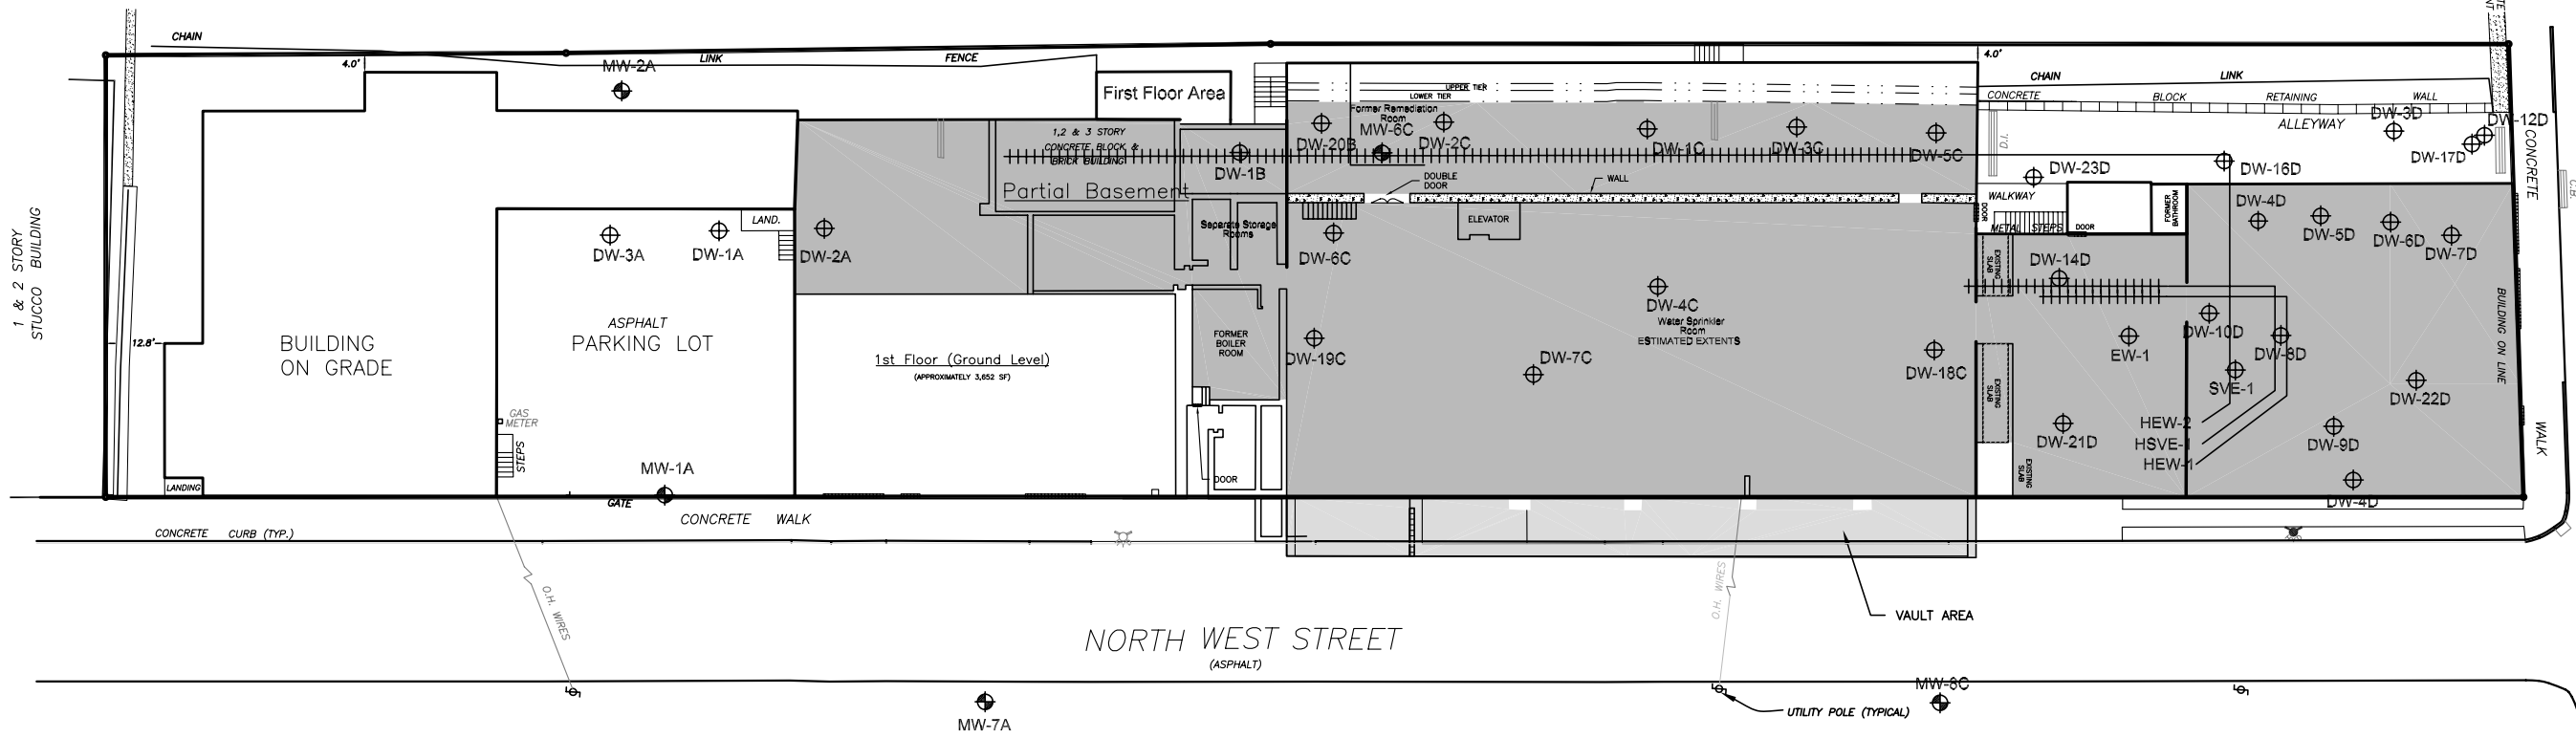 CHAIN
LINK
FENCE
4.0'
MW-2A
First Floor Area
UPPER TIER
LOWER TIER
Former Remediation
Room
MW-6C
4.0'
CHAIN
LINK
CONCRETE
BLOCK
RETAINING
WALL
ALLEYWAY
DW-3D
DW-12D
DW-17D
DW-16D
DW-23D
D.I.
CONCRETE
C.B.
1,2 & 3 STORY
CONCRETE BLOCK &
BRICK BUILDING
Partial Basement
DW-1B
DW-20B
DW-2C
DW-1C
DW-3C
DW-5C
DOUBLE
DOOR
WALL
WALKWAY
DOOR
METAL STEPS
DOOR
FORMER
BATHROOM
DW-4D
DW-5D
DW-6D
DW-7D
1 & 2 STORY
STUCCO BUILDING
LAND.
DW-3A
DW-1A
DW-2A
Separate Storage
Rooms
DW-6C
ELEVATOR
EXISTING
SLAB
DW-14D
DW-4C
Water Sprinkler
Room
ESTIMATED EXTENTS
DW-10D
DW-8D
BUILDING ON LINE
12.8'
BUILDING
ON GRADE
ASPHALT
PARKING LOT
1st Floor (Ground Level)
(APPROXIMATELY 3,652 SF)
FORMER
BOILER
ROOM
DW-19C
DW-7C
DW-18C
EXISTING
SLAB
EW-1
SVE-1
DW-22D
GAS
METER
STEPS
HEW-2
HSVE-1
HEW-1
DW-21D
DW-9D
WALK
LANDING
MW-1A
GATE
DOOR
EXISTING
SLAB
DW-4D
CONCRETE WALK
CONCRETE CURB (TYP.)
O.H. WIRES
O.H. WIRES
VAULT AREA
NORTH WEST STREET
(ASPHALT)
MW-7A
MW-8C
UTILITY POLE (TYPICAL)